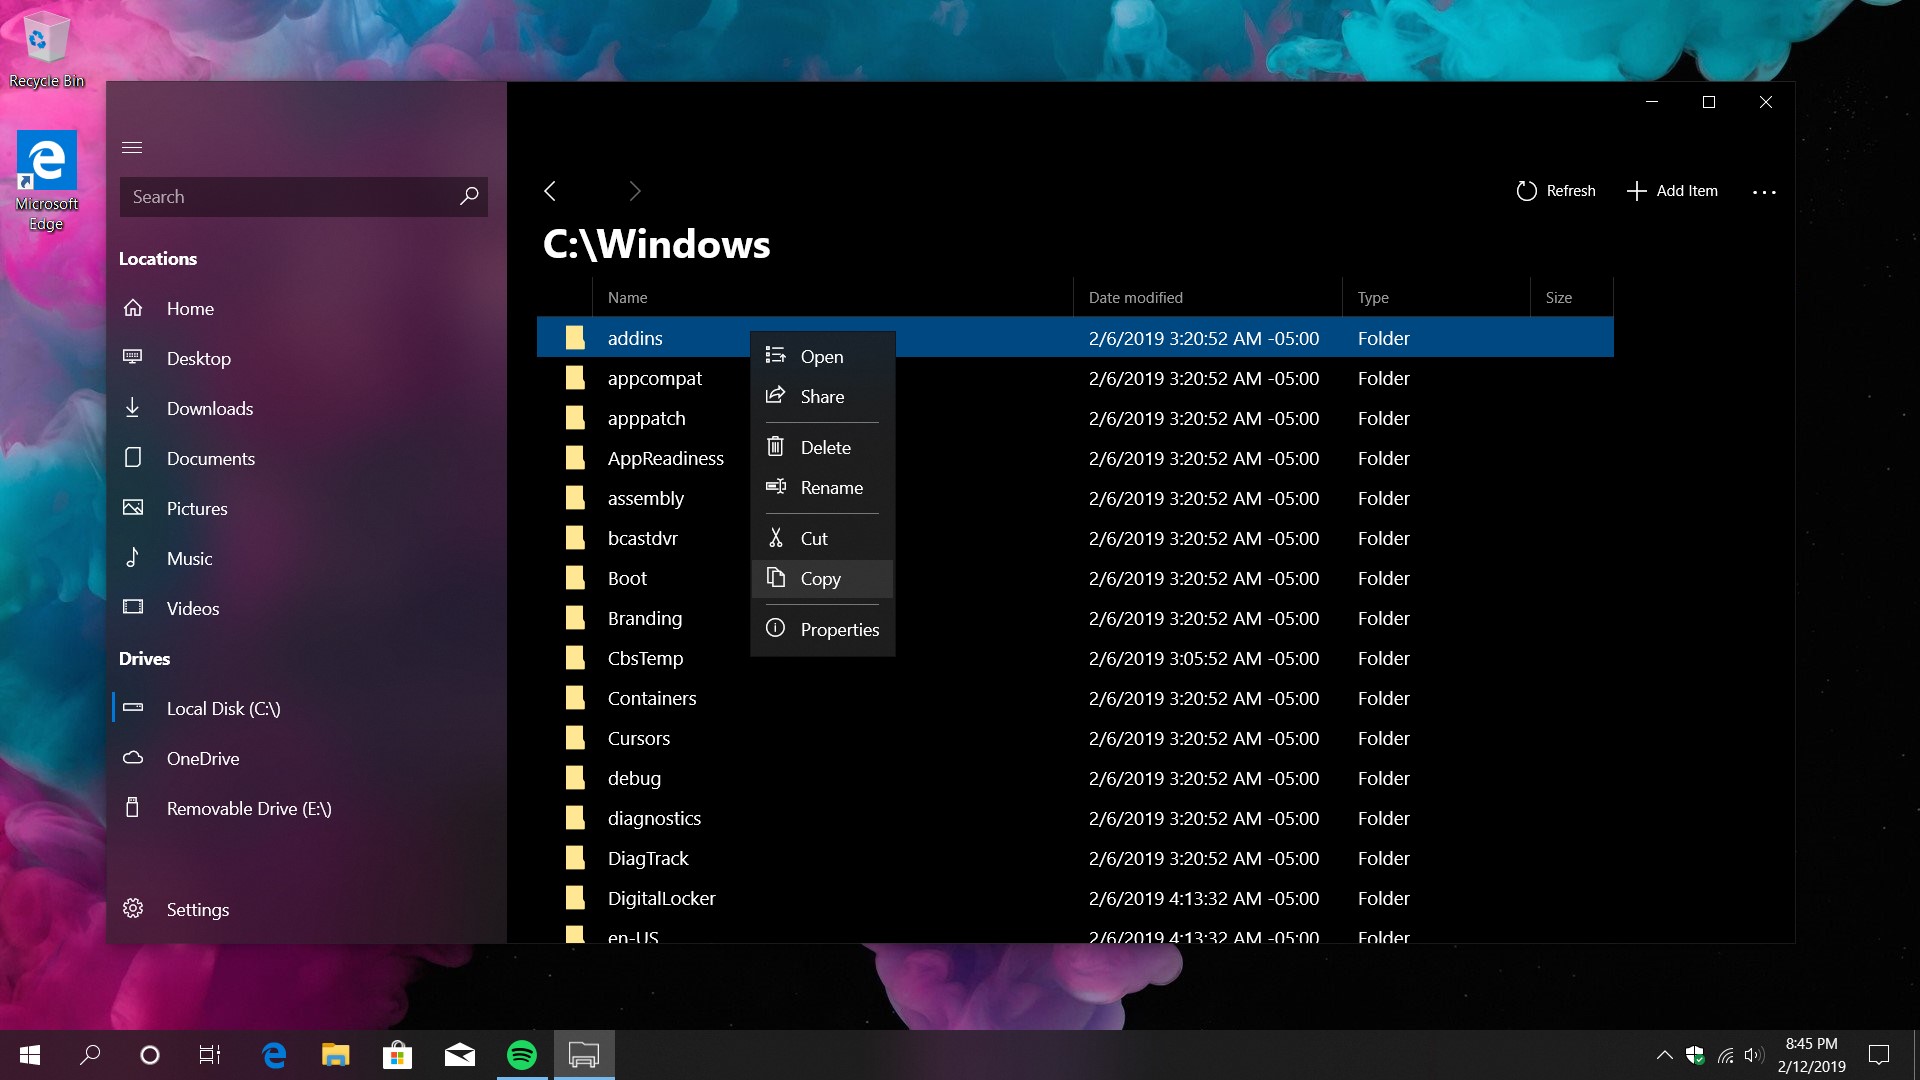 Recycle Bin
Microsoft
Edge
Search
Locations
Home
Desktop
Downloads
Documents
Pictures
Music
Videos
Drives
Local Disk (C:\)
OneDrive
Removable Drive (E:\)
Settings
Refresh
Add Item
C:\Windows
Name Date modified Type Size
addins 2/6/2019 3:20:52 AM -05:00 Folder
appcompat 2/6/2019 3:20:52 AM -05:00 Folder
apppatch 2/6/2019 3:20:52 AM -05:00 Folder
AppReadiness 2/6/2019 3:20:52 AM -05:00 Folder
assembly 2/6/2019 3:20:52 AM -05:00 Folder
bcastdvr 2/6/2019 3:20:52 AM -05:00 Folder
Boot 2/6/2019 3:20:52 AM -05:00 Folder
Branding 2/6/2019 3:20:52 AM -05:00 Folder
CbsTemp 2/6/2019 3:05:52 AM -05:00 Folder
Containers 2/6/2019 3:20:52 AM -05:00 Folder
Cursors 2/6/2019 3:20:52 AM -05:00 Folder
debug 2/6/2019 3:20:52 AM -05:00 Folder
diagnostics 2/6/2019 3:20:52 AM -05:00 Folder
DiagTrack 2/6/2019 3:20:52 AM -05:00 Folder
DigitalLocker 2/6/2019 4:13:32 AM -05:00 Folder
en-US 2/6/2019 4:13:32 AM -05:00 Folder
Open
Share
Delete
Rename
Cut
Copy
Properties
8:45 PM
2/12/2019